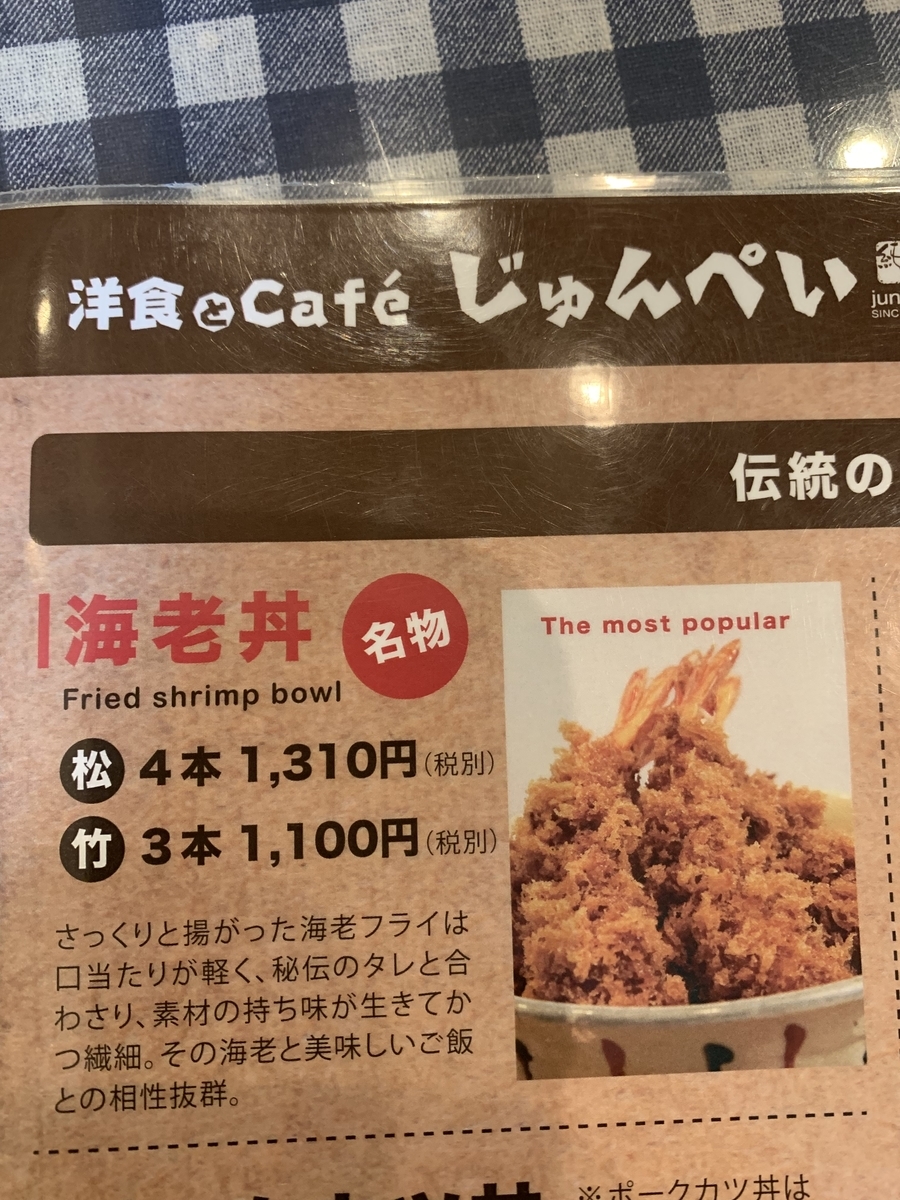 洋食とCafé じゅんぺい
jun
SINC
伝統の
海老丼 名物
Fried shrimp bowl
The most popular
松 4本 1,310円(税別)
竹 3本 1,100円(税別)
さっくりと揚がった海老フライは
口当たりが軽く、秘伝のタレと合
わさり、素材の持ち味が生きてか
つ繊細。その海老と美味しいご飯
との相性抜群。
※ポークカツ丼は